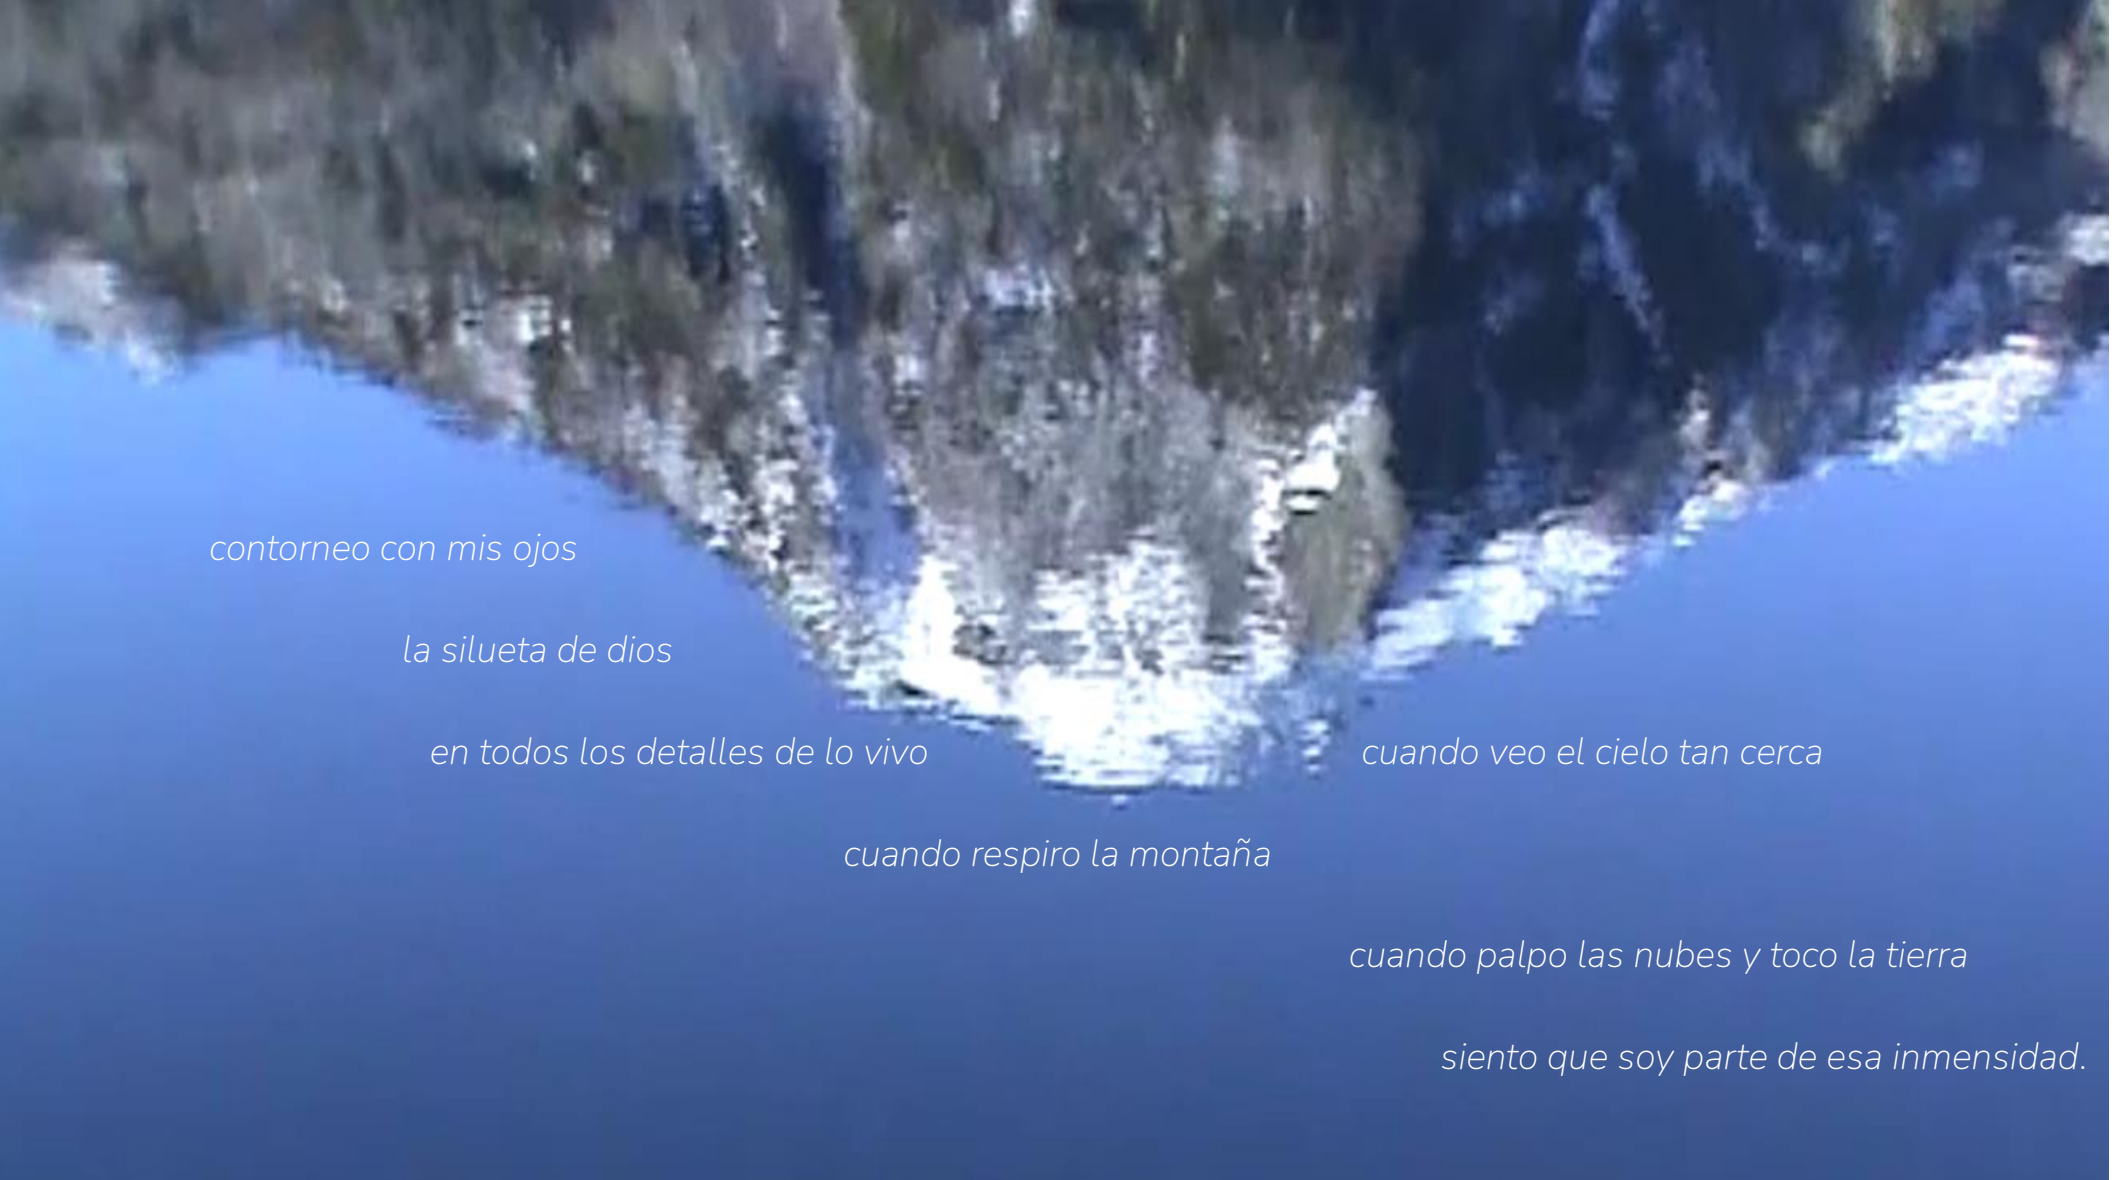 contorneo con mis ojos
la silueta de dios
en todos los detalles de lo vivo
cuando veo el cielo tan cerca
cuando respiro la montaña
cuando palpo las nubes y toco la tierra
siento que soy parte de esa inmensidad.